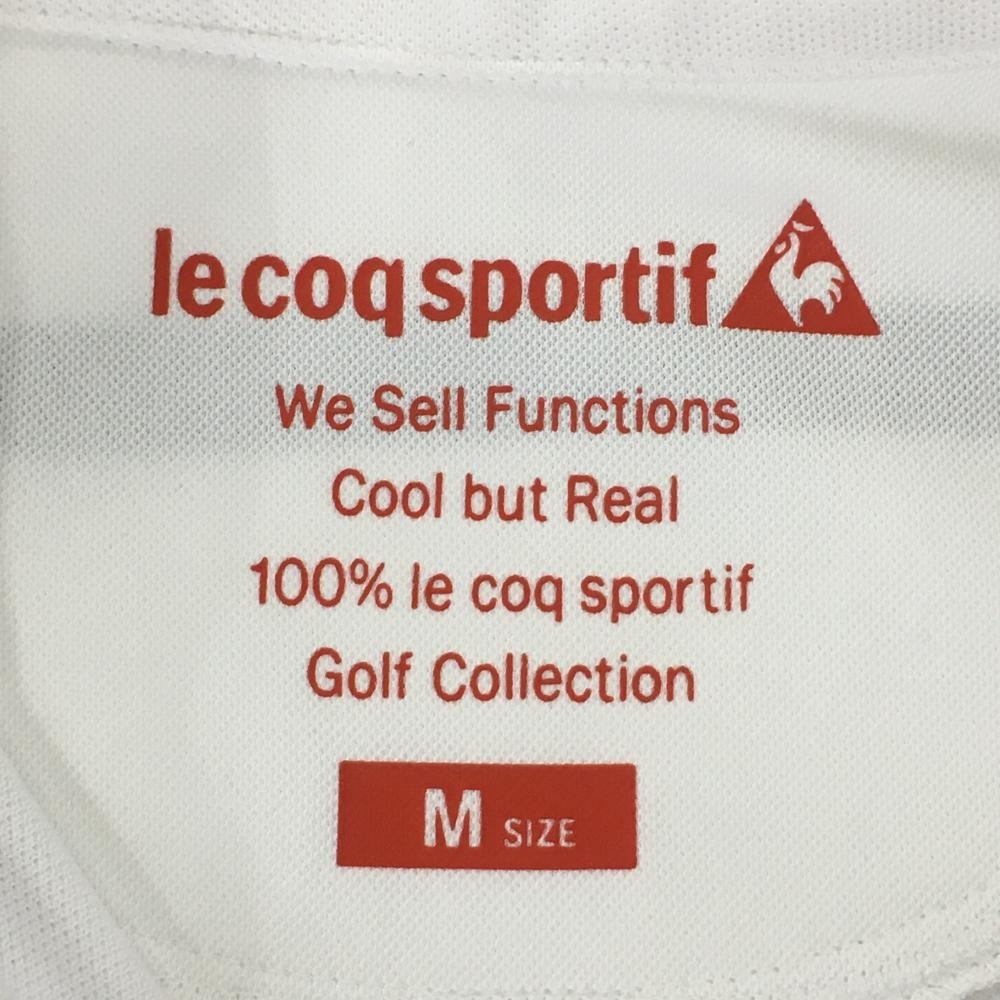 le coq sportif
We Sell Functions
Cool but Real
100% le coq sportif
Golf Collection
M SIZE